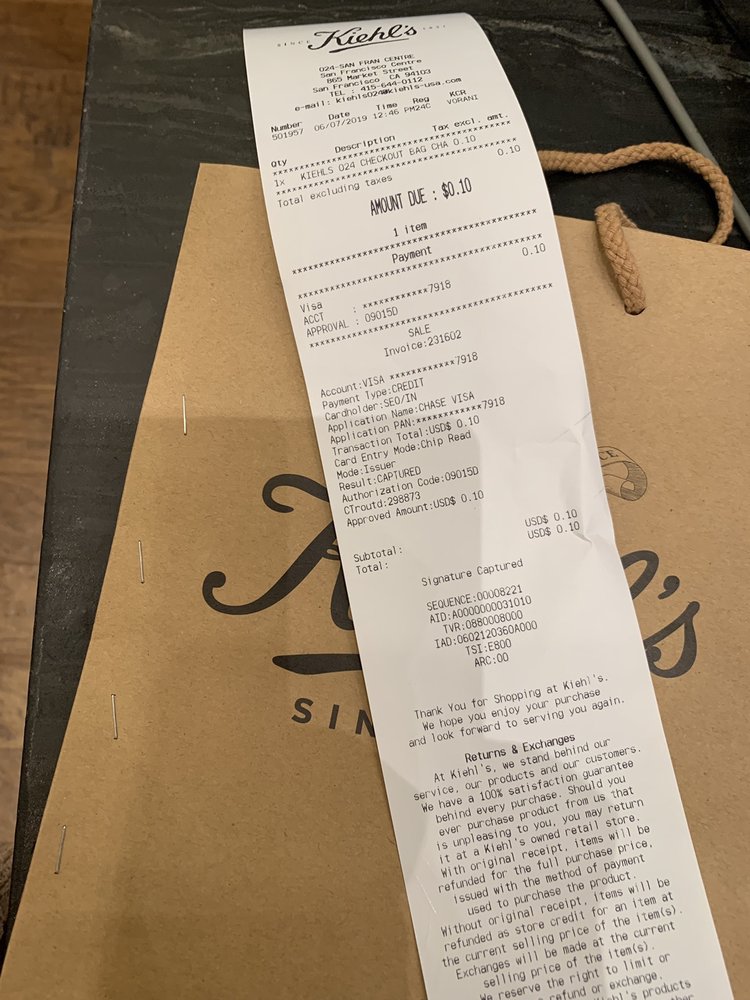 SINCE Kiehl's 1851
024-SAN FRAN CENTRE
San Francisco Centre
865 Market Street
San Francisco CA 94103
TEL : 415-644-0112
e-mail: kiehls024@kiehls-usa.com
Number Date Time Reg KCR
501957 06/07/2019 12:46 PM24C VORANI
Qty Description Tax excl. amt.
1x KIEHLS 024 CHECKOUT BAG CHA 0.10 0.10
Total excluding taxes
AMOUNT DUE : $0.10
1 item
Payment
Visa 0.10
ACCT : ************7918
APPROVAL : 09015D
SALE
Invoice:231602
Account:VISA ************7918
Payment Type:CREDIT
Cardholder:SEO/IN
Application Name:CHASE VISA
Application PAN:************7918
Transaction Total:USD$ 0.10
Card Entry Mode:Chip Read
Mode:Issuer
Result:CAPTURED
Authorization Code:09015D
CTroutd:298873
Approved Amount:USD$ 0.10
Subtotal: USD$ 0.10
Total: USD$ 0.10
Signature Captured
SEQUENCE:00008221
AID:A0000000031010
TVR:0880008000
IAD:0602120360A000
TSI:E800
ARC:00
Thank You for Shopping at Kiehl's.
We hope you enjoy your purchase
and look forward to serving you again.
Returns & Exchanges
At Kiehl's, we stand behind our
service, our products and our customers.
We have a 100% satisfaction guarantee
behind every purchase. Should you
ever purchase product from us that
is unpleasing to you, you may return
it at a Kiehl's owned retail store.
With original receipt, items will be
refunded for the full purchase price,
issued with the method of payment
used to purchase the product.
Without original receipt, items will be
refunded as store credit for an item at
the current selling price of the item(s).
Exchanges will be made at the current
selling price of the item(s).
We reserve the right to limit or
refund or exchange.
Kiehl's products